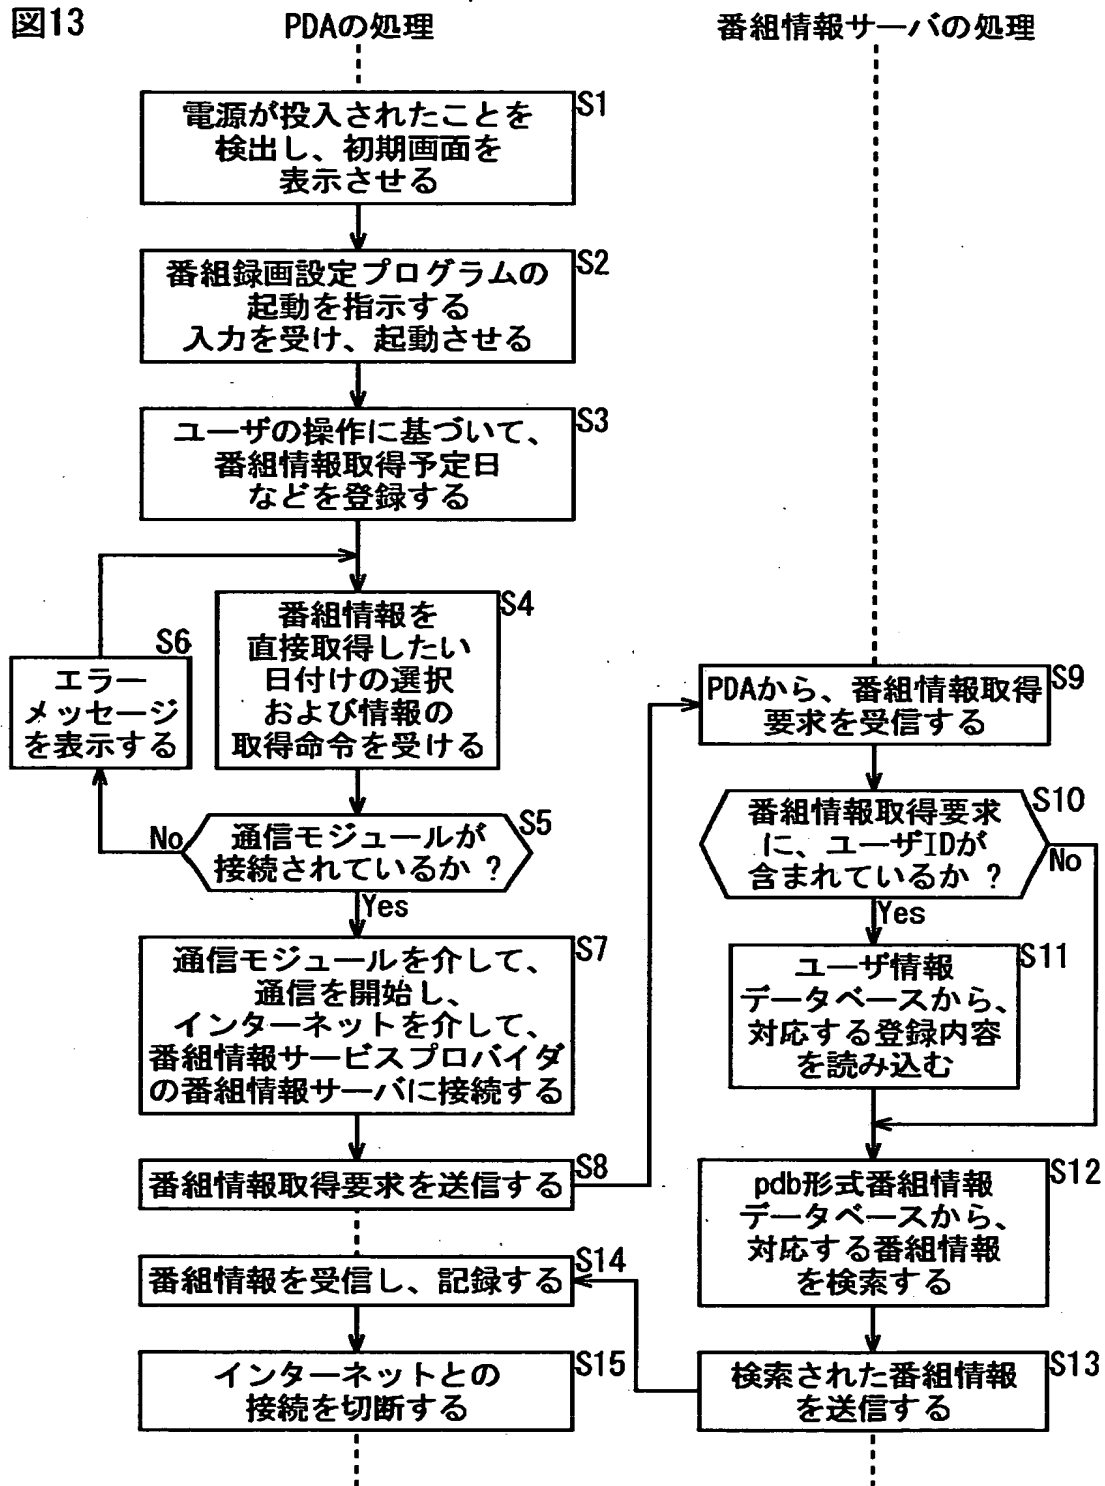 図13
PDAの処理
番組情報サーバの処理
S1
電源が投入されたことを
検出し、初期画面を
表示させる
S2
番組録画設定プログラムの
起動を指示する
入力を受け、起動させる
S3
ユーザの操作に基づいて、
番組情報取得予定日
などを登録する
S4
番組情報を
直接取得したい
日付けの選択
および情報の
取得命令を受ける
S6
エラー
メッセージ
を表示する
S5
通信モジュールが
接続されているか ?
No
Yes
S7
通信モジュールを介して、
通信を開始し、
インターネットを介して、
番組情報サービスプロバイダ
の番組情報サーバに接続する
S8
番組情報取得要求を送信する
S9
PDAから、番組情報取得
要求を受信する
S10
番組情報取得要求
に、ユーザIDが
含まれているか ?
No
Yes
S11
ユーザ情報
データベースから、
対応する登録内容
を読み込む
S12
pdb形式番組情報
データベースから、
対応する番組情報
を検索する
S13
検索された番組情報
を送信する
S14
番組情報を受信し、記録する
S15
インターネットとの
接続を切断する